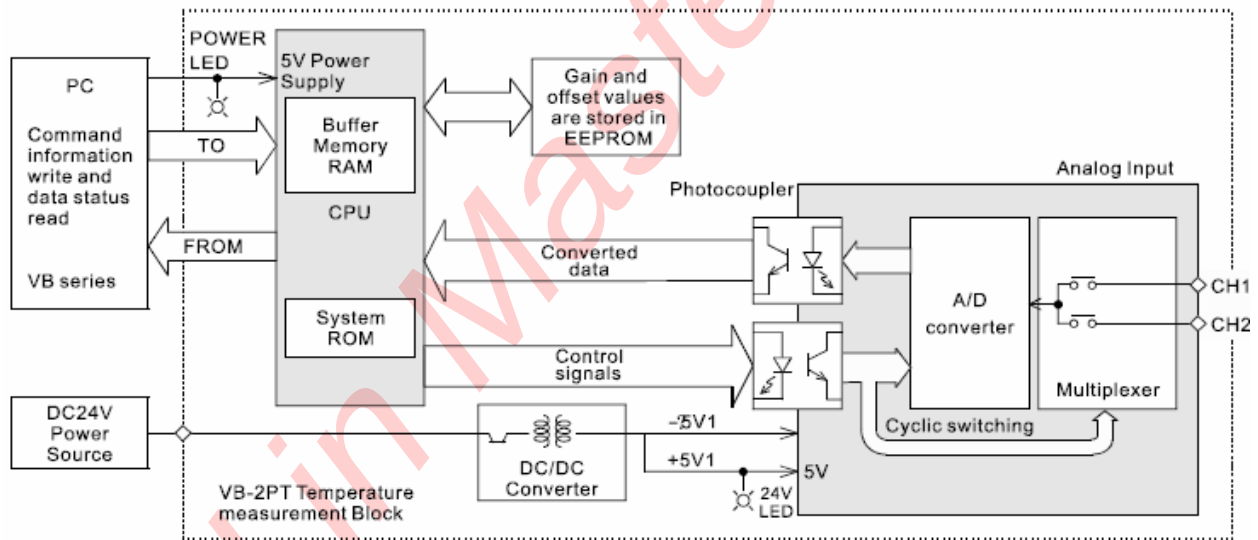 PC
Command
information
write and
data status
read
VB series
POWER
LED
TO
FROM
5V Power
Supply
Buffer
Memory
RAM
CPU
System
ROM
Gain and
offset values
are stored in
EEPROM
Photocoupler
Analog Input
Converted
data
Control
signals
A/D
converter
Multiplexer
CH1
CH2
Cyclic switching
DC24V
Power
Source
DC/DC
Converter
+5V1
5V
24V
LED
VB-2PT Temperature
measurement Block
in Master